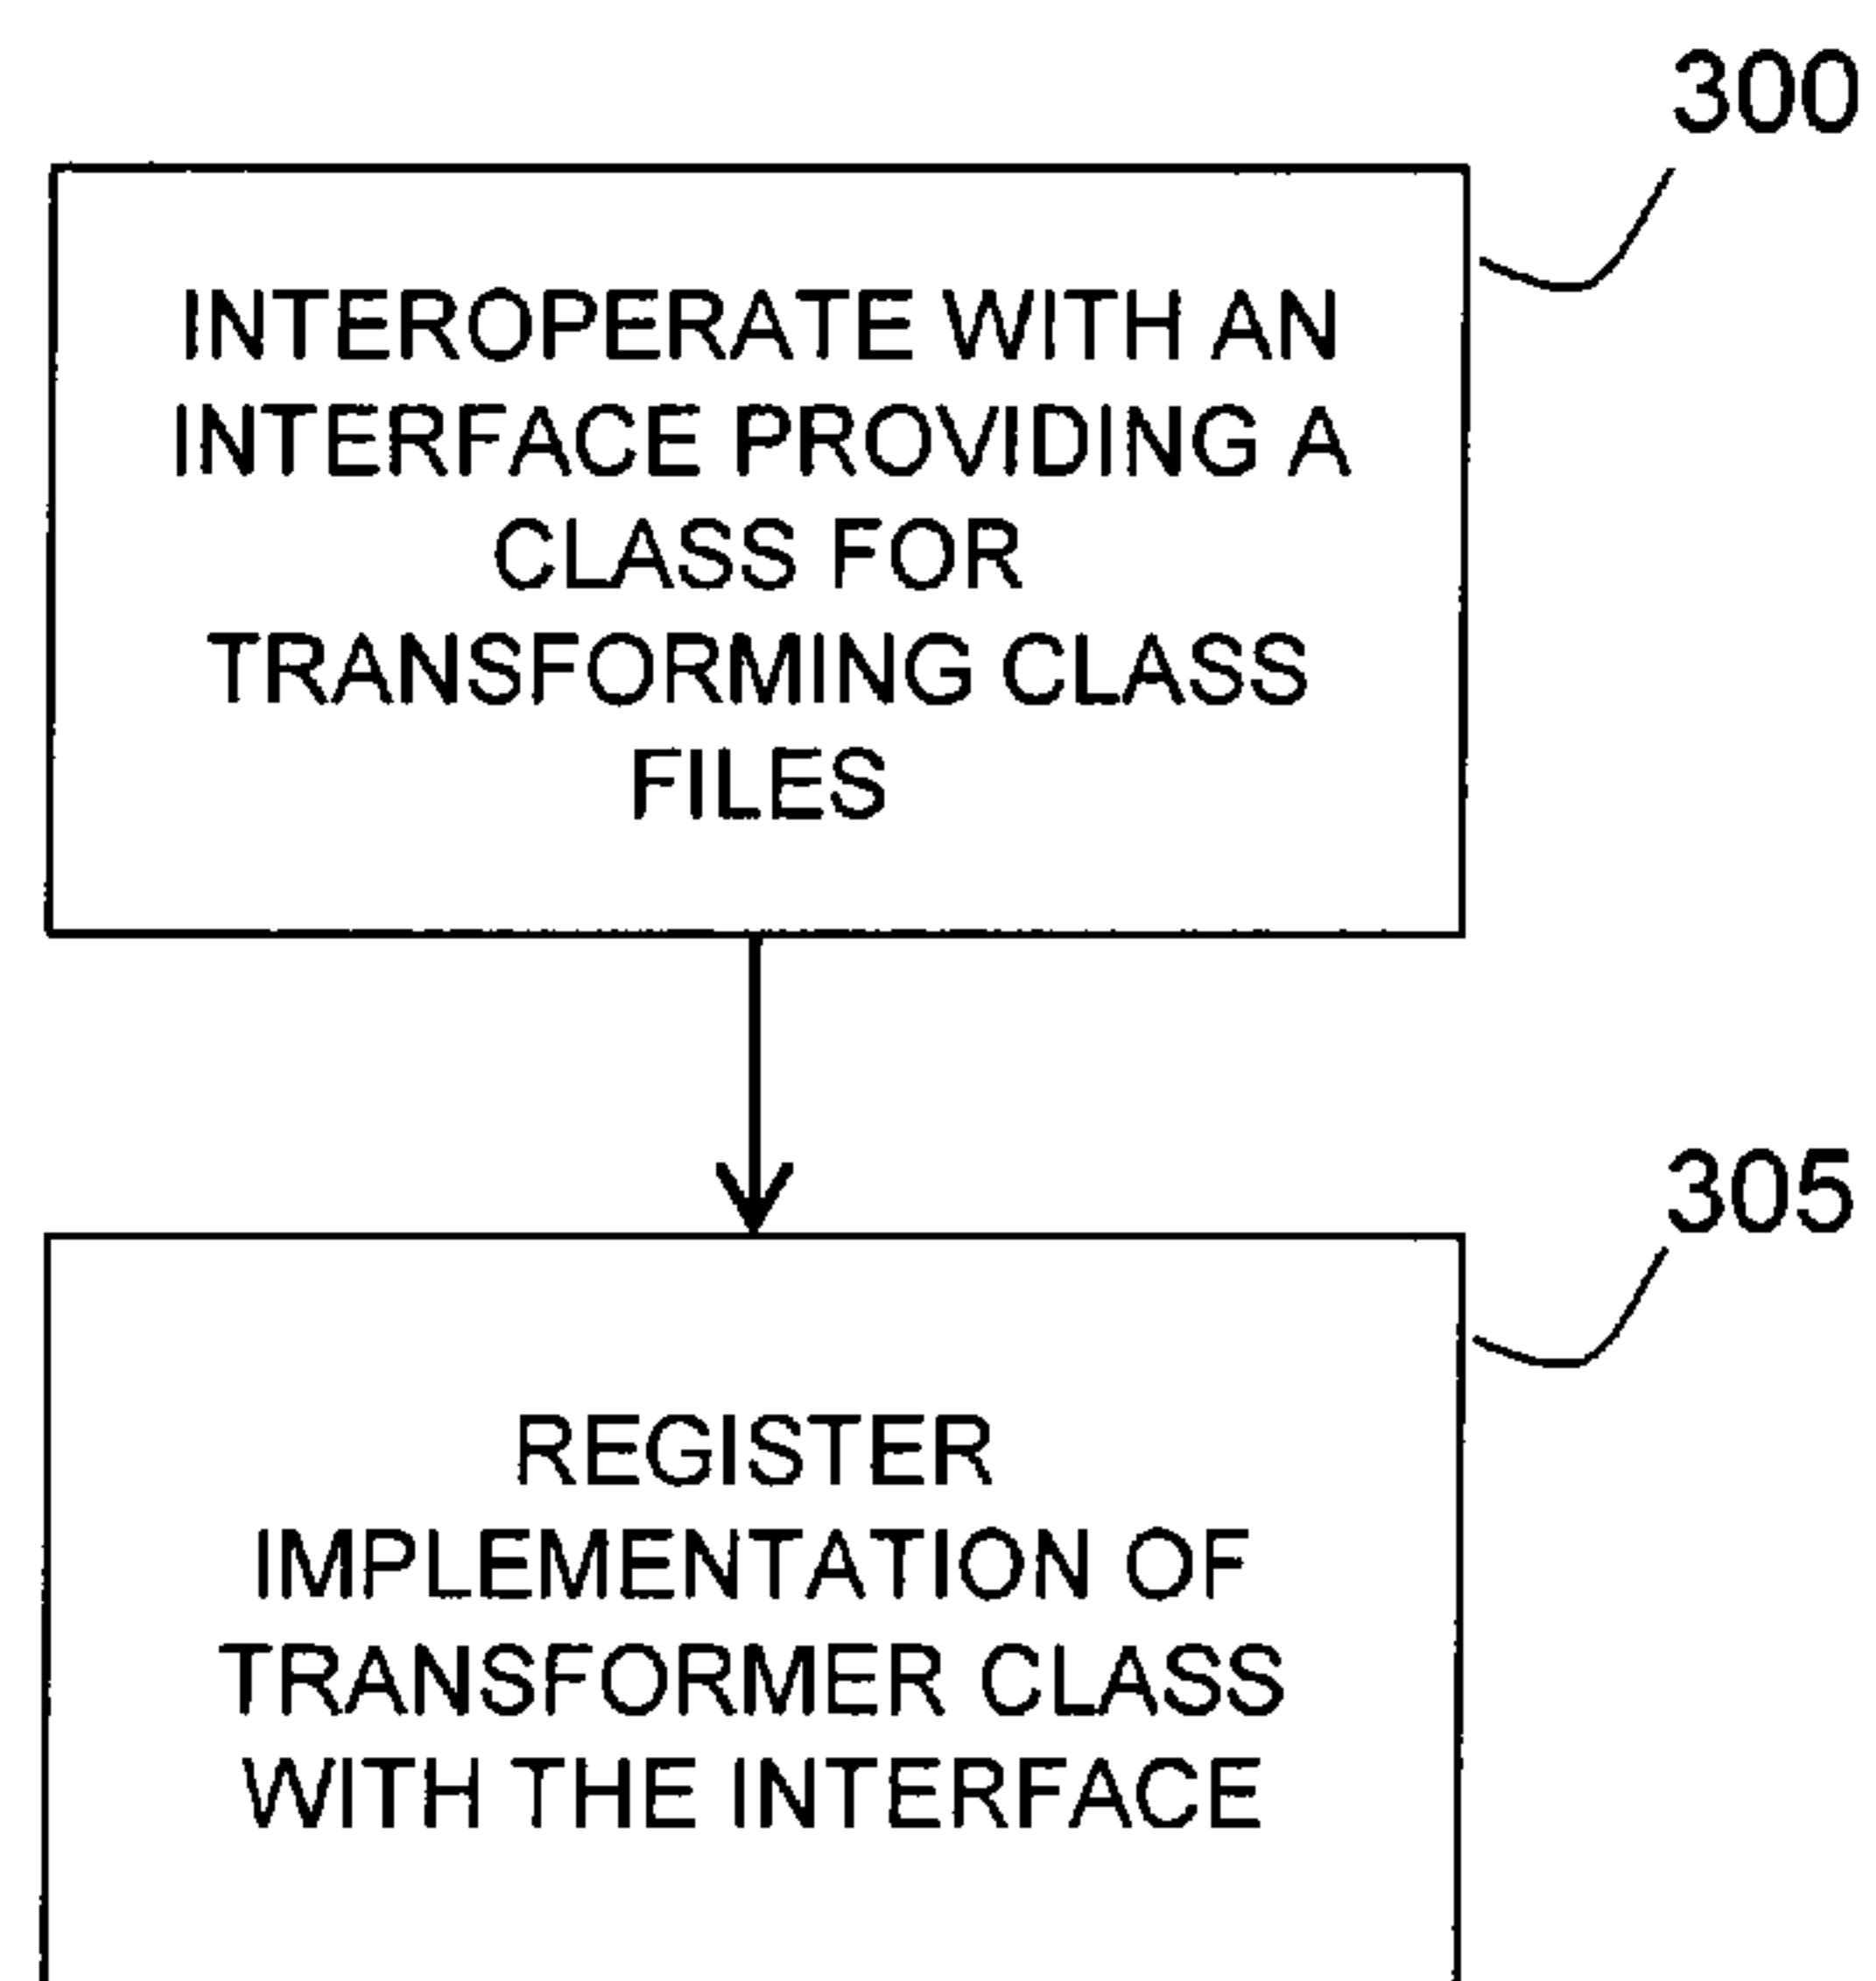 300
INTEROPERATE WITH AN
INTERFACE PROVIDING A
CLASS FOR
TRANSFORMING CLASS
FILES
305
REGISTER
IMPLEMENTATION OF
TRANSFORMER CLASS
WITH THE INTERFACE